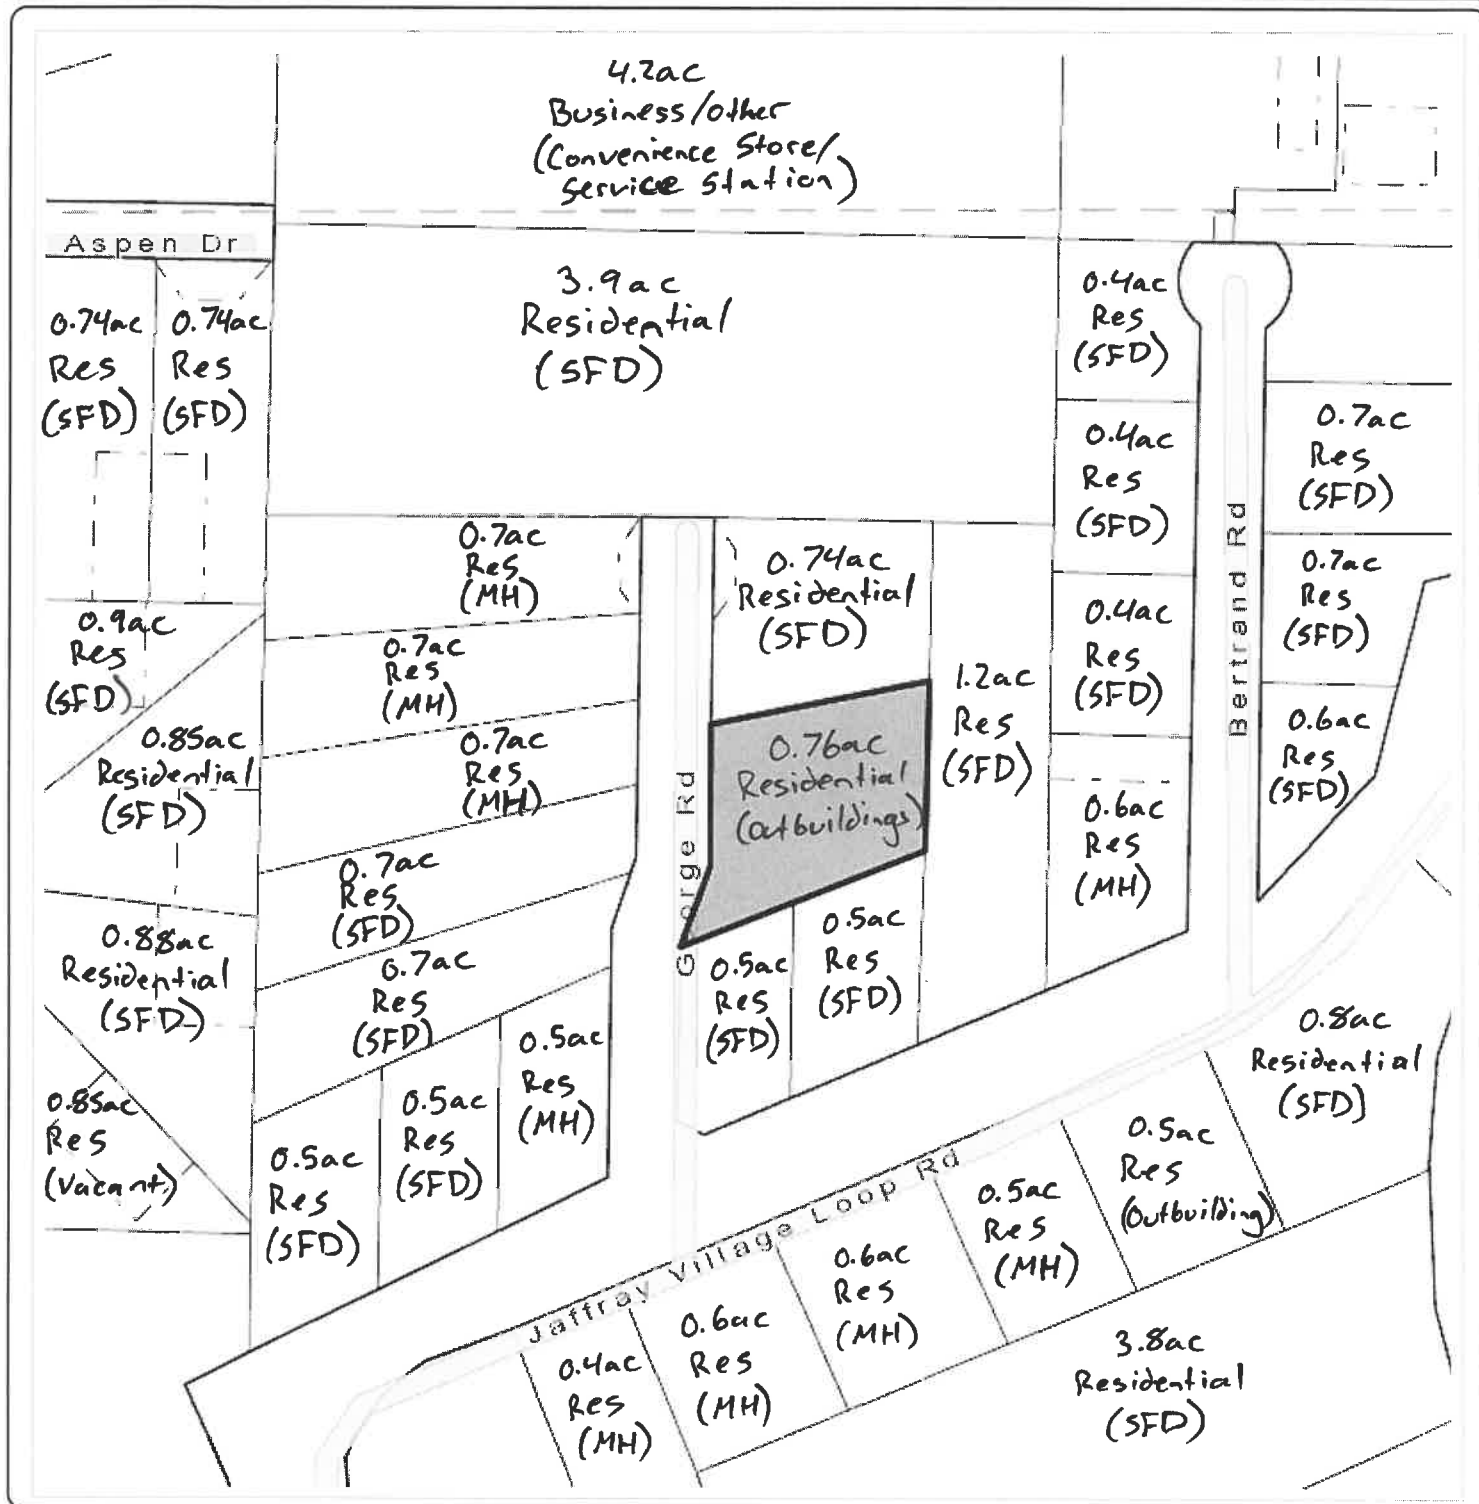 4.2ac
Business/other
(Convenience Store/
Service Station)
Aspen Dr
0.74ac
Res
(SFD)
0.74ac
Res
(SFD)
3.9ac
Residential
(SFD)
0.4ac
Res
(SFD)
0.4ac
Res
(SFD)
0.4ac
Res
(SFD)
0.6ac
Res
(MH)
Bertrand Rd
0.7ac
Res
(SFD)
0.7ac
Res
(SFD)
0.6ac
Res
(SFD)
0.9ac
Res
(SFD)
0.85ac
Residential
(SFD)
0.88ac
Residential
(SFD)
0.85ac
Res
(Vacant)
0.7ac
Res
(MH)
0.7ac
Res
(MH)
0.7ac
Res
(MH)
0.7ac
Res
(SFD)
0.7ac
Res
(SFD)
0.5ac
Res
(SFD)
0.5ac
Res
(SFD)
0.5ac
Res
(MH)
George Rd
0.74ac
Residential
(SFD)
0.76ac
Residential
(Outbuildings)
1.2ac
Res
(SFD)
0.5ac
Res
(SFD)
0.5ac
Res
(SFD)
Jaffray Village Loop Rd
0.4ac
Res
(MH)
0.6ac
Res
(MH)
0.6ac
Res
(MH)
0.5ac
Res
(MH)
0.5ac
Res
(Outbuilding)
0.8ac
Residential
(SFD)
3.8ac
Residential
(SFD)